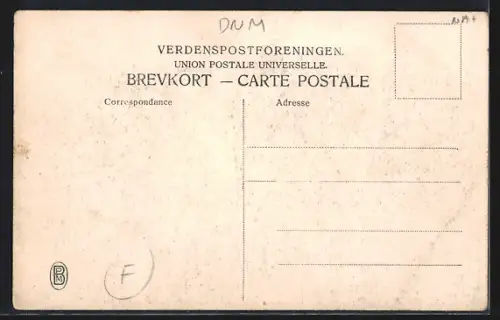 DNM
VERDENSPOSTFORENINGEN.
UNION POSTALE UNIVERSELLE.
BREVKORT — CARTE POSTALE
Correspondance
Adresse
F